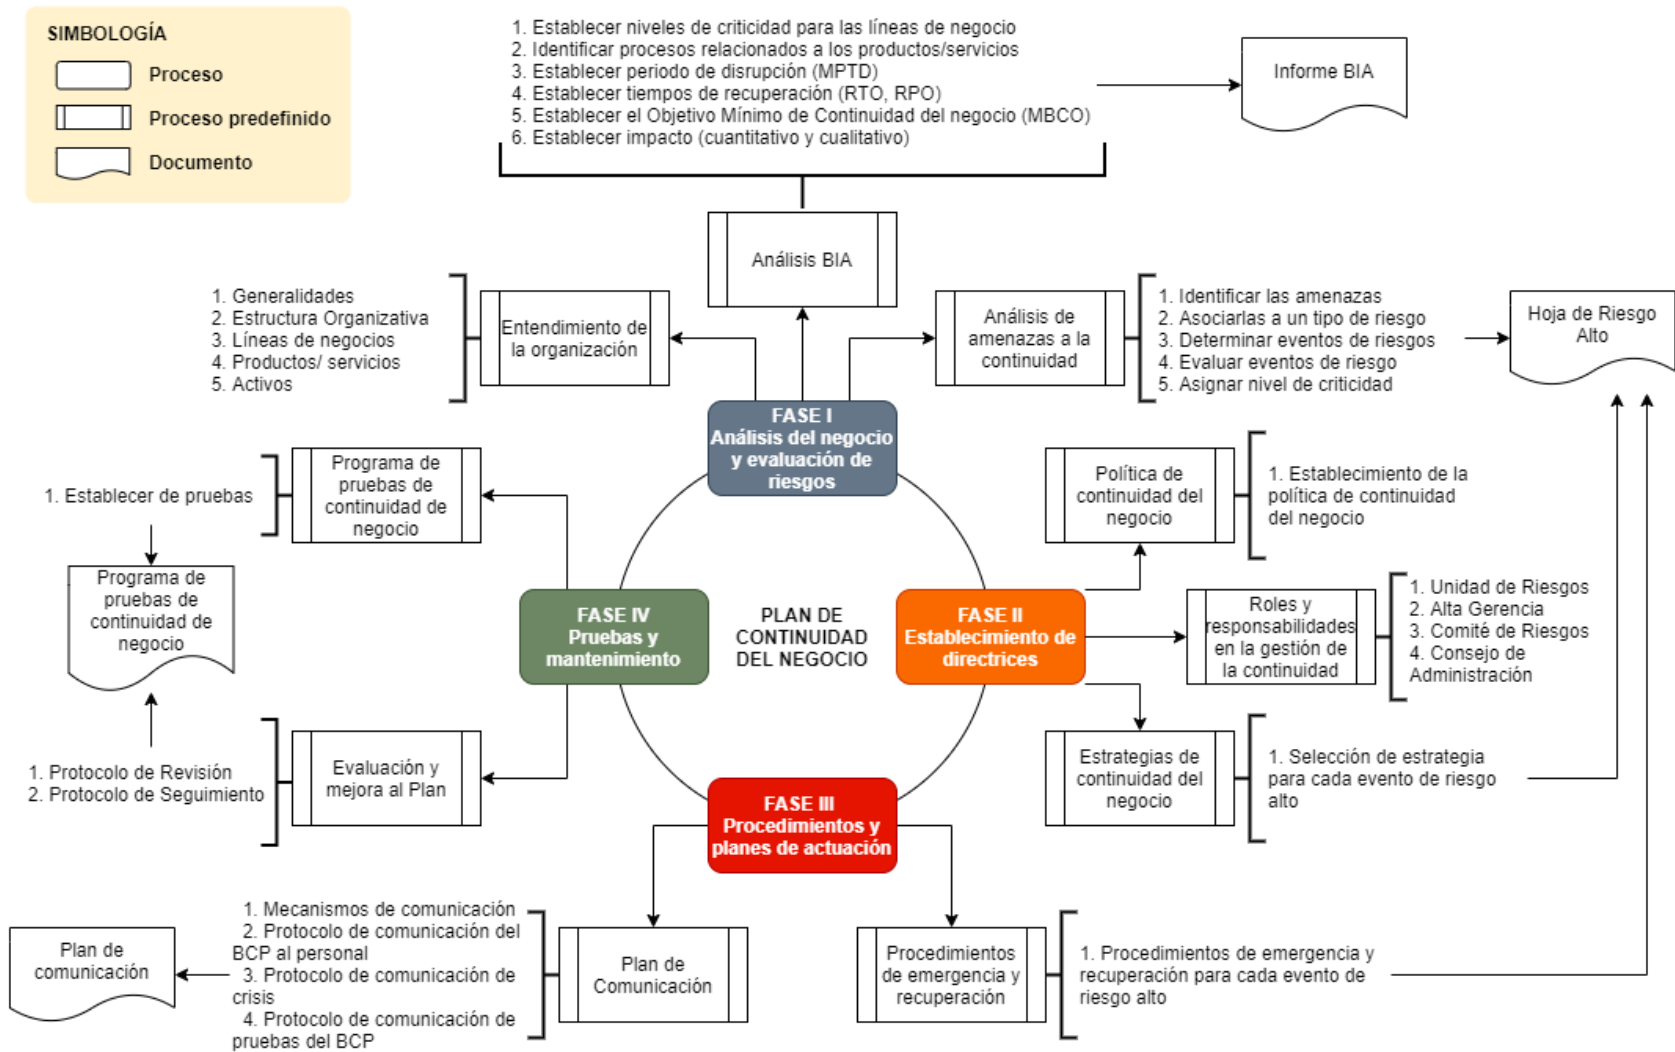 SIMBOLOGÍA
Proceso
Proceso predefinido
Documento
1. Establecer niveles de criticidad para las líneas de negocio
2. Identificar procesos relacionados a los productos/servicios
3. Establecer periodo de disrupción (MPTD)
4. Establecer tiempos de recuperación (RTO, RPO)
5. Establecer el Objetivo Mínimo de Continuidad del negocio (MBCO)
6. Establecer impacto (cuantitativo y cualitativo)
Informe BIA
Análisis BIA
1. Generalidades
2. Estructura Organizativa
3. Líneas de negocios
4. Productos/ servicios
5. Activos
Entendimiento de
la organización
Análisis de
amenazas a la
continuidad
1. Identificar las amenazas
2. Asociarlas a un tipo de riesgo
3. Determinar eventos de riesgos
4. Evaluar eventos de riesgo
5. Asignar nivel de criticidad
Hoja de Riesgo
Alto
FASE I
Análisis del negocio
y evaluación de
riesgos
1. Establecer de pruebas
Programa de
pruebas de
continuidad de
negocio
Política de
continuidad del
negocio
1. Establecimiento de la
política de continuidad
del negocio
Programa de
pruebas de
continuidad de
negocio
FASE IV
Pruebas y
mantenimiento
PLAN DE
CONTINUIDAD
DEL NEGOCIO
FASE II
Establecimiento de
directrices
Roles y
responsabilidades
en la gestión de
la continuidad
1. Unidad de Riesgos
2. Alta Gerencia
3. Comité de Riesgos
4. Consejo de
Administración
1. Protocolo de Revisión
2. Protocolo de Seguimiento
Evaluación y
mejora al Plan
Estrategias de
continuidad del
negocio
1. Selección de estrategia
para cada evento de riesgo
alto
FASE III
Procedimientos y
planes de actuación
Plan de
comunicación
1. Mecanismos de comunicación
2. Protocolo de comunicación del
BCP al personal
3. Protocolo de comunicación de
crisis
4. Protocolo de comunicación de
pruebas del BCP
Plan de
Comunicación
Procedimientos
de emergencia y
recuperación
1. Procedimientos de emergencia y
recuperación para cada evento de
riesgo alto